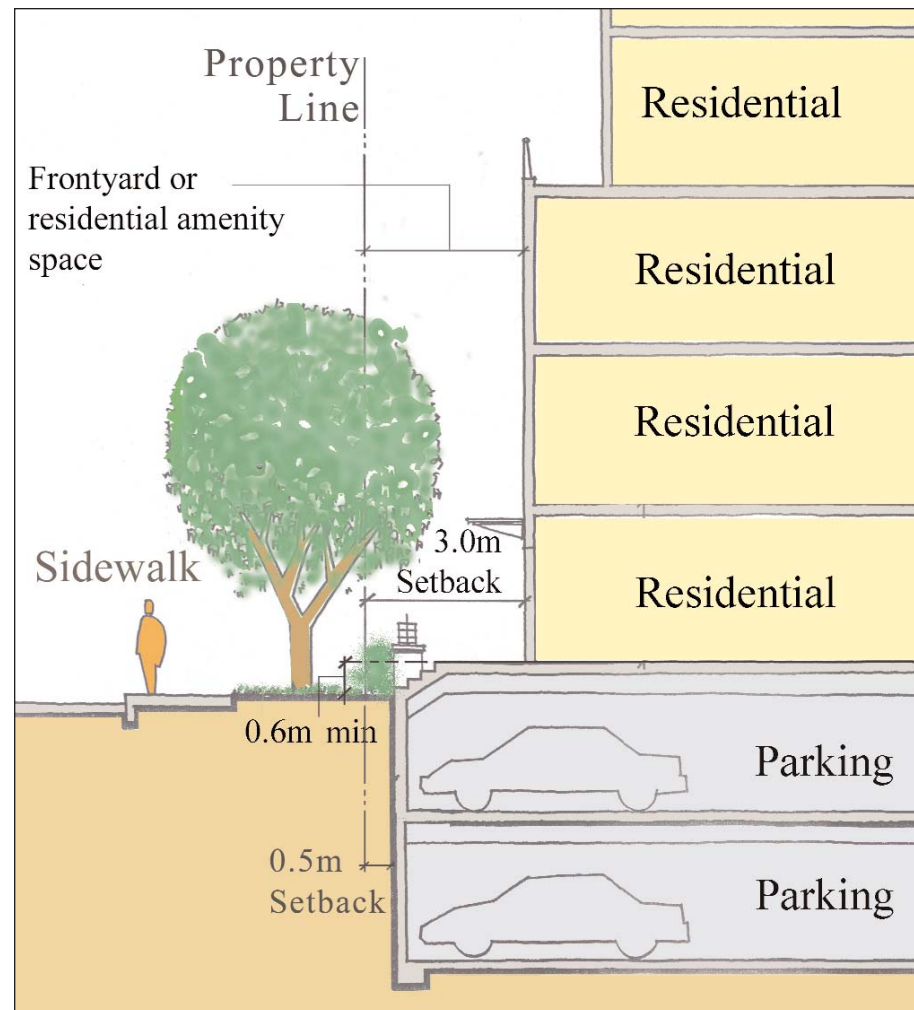 Property
Line
Residential
Frontyard or
residential amenity
space
Residential
Residential
3.0m
Setback
Sidewalk
Residential
0.6m min
Parking
0.5m
Setback
Parking